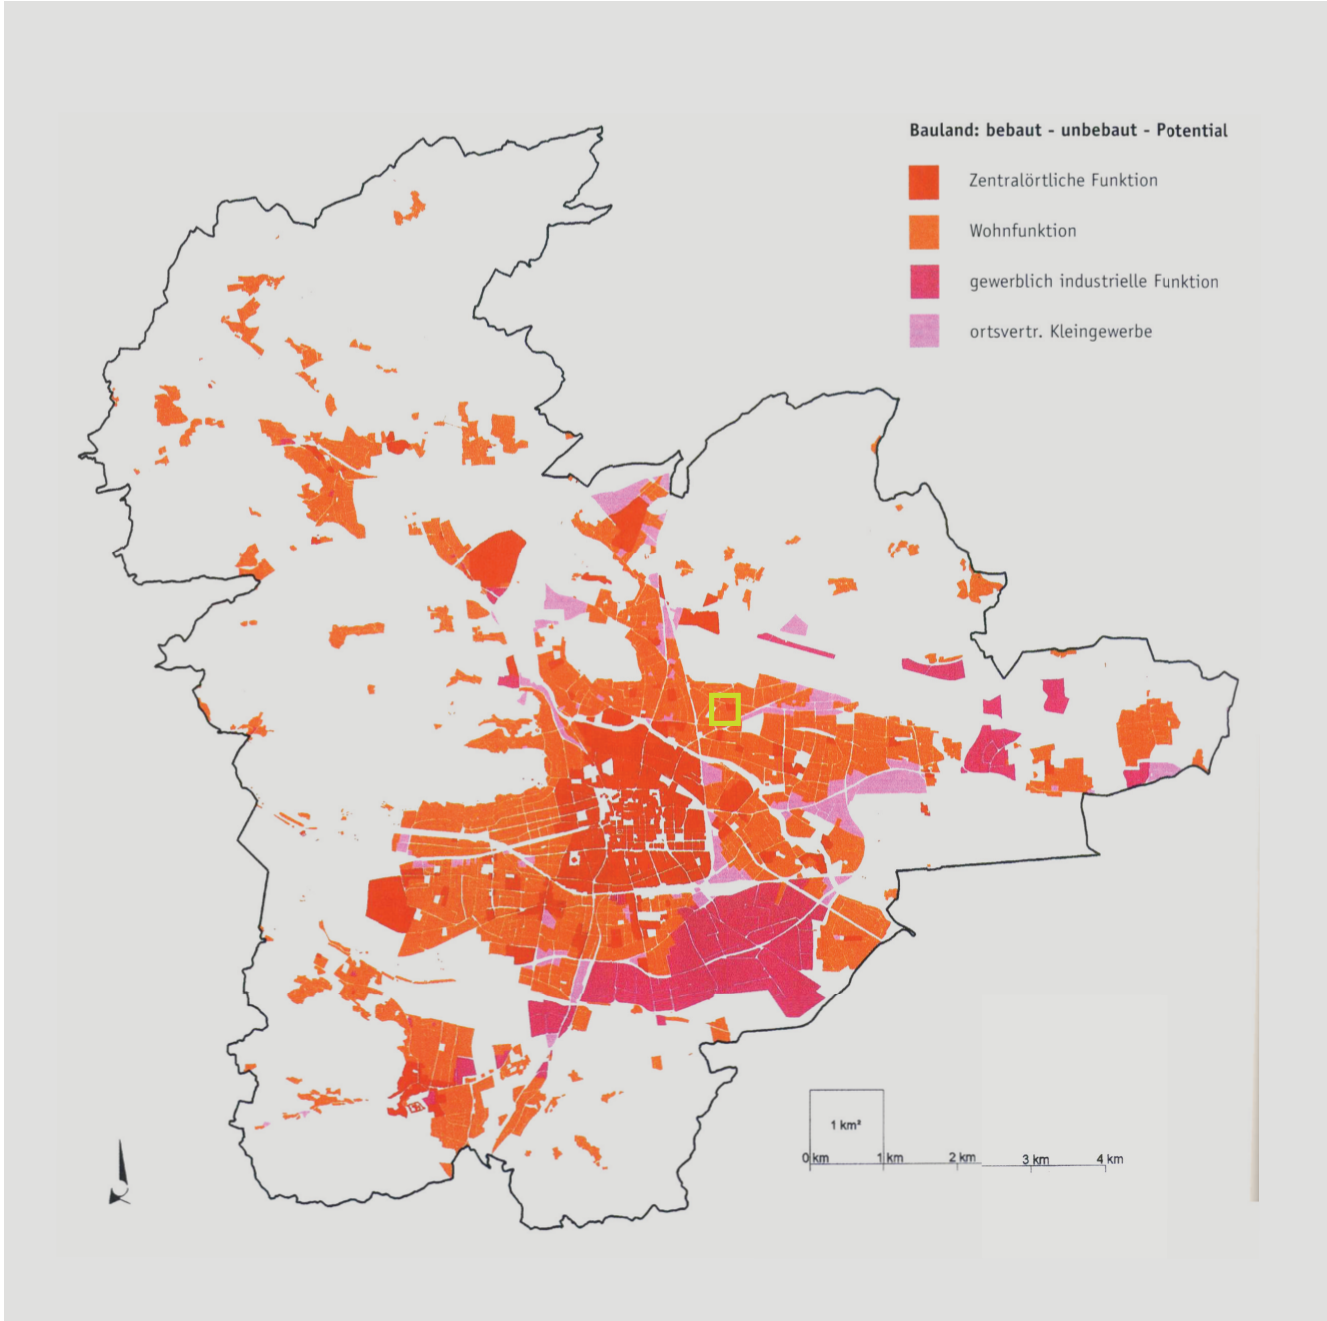 Bauland: bebaut - unbebaut - Potential
Zentralörtliche Funktion
Wohnfunktion
gewerblich industrielle Funktion
ortsvertr. Kleingewerbe
1 km²
0 km 1 km 2 km 3 km 4 km